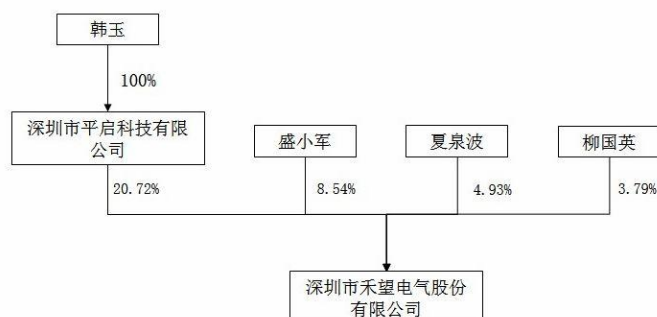 韩玉
100%
深圳市平启科技有限
公司
盛小军
夏泉波
柳国英
20.72%
8.54%
4.93%
3.79%
深圳市禾望电气股份
有限公司